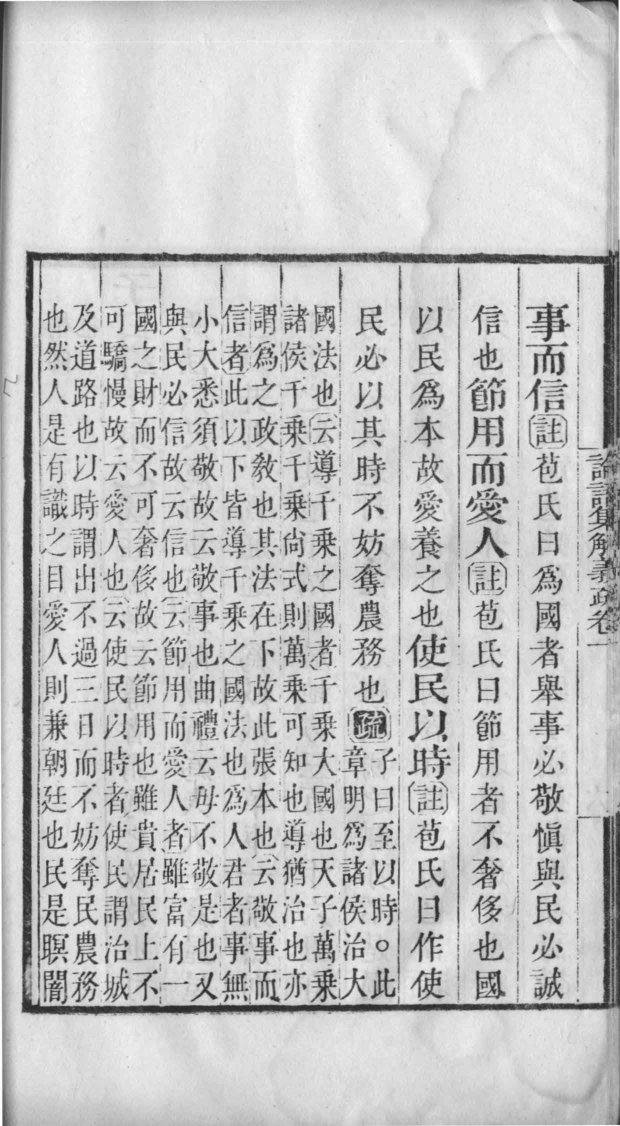 論語集解義疏卷一
事而信註苞氏曰為國者舉事必敬慎與民必誠
信也節用而愛人註苞氏曰節用者不奢侈也國
以民為本故愛養之也使民以時註苞氏曰作使
民必以其時不妨奪農務也疏子曰至以時。此
章明為諸侯治大
國法也云導千乘之國者千乘大國也天子萬乘
諸侯千乘千乘尙式則萬乘可知也導猶治也亦
謂為之政教也其法在下故此張本也云敬事而
信者此以下皆導千乘之國法也為人君者事無
小大悉須敬故云敬事也曲禮云毋不敬是也又
與民必信故云信也云節用而愛人者雖富有一
國之財而不可奢侈故云節用也雖貴居民上不
可驕慢故云愛人也云使民以時者使民謂治城
及道路也以時謂出不過三日而不妨奪民農務
也然人是有識之目愛人則兼朝廷也民是瞑闇